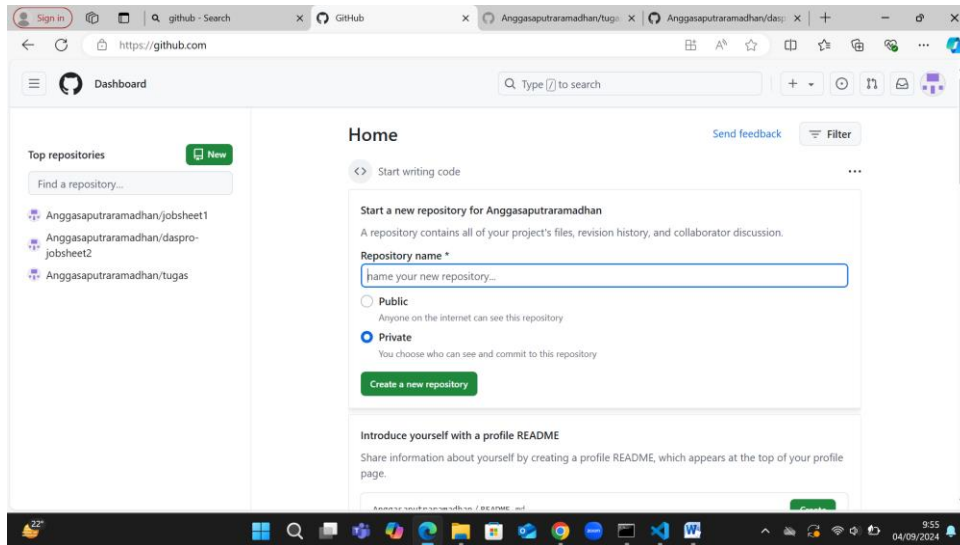 Sign in
github - Search
GitHub
Anggasaputraramadhan/tuga
Anggasaputraramadhan/dasp
https://github.com
Dashboard
Type / to search
Top repositories
New
Find a repository...
Anggasaputraramadhan/jobsheet1
Anggasaputraramadhan/daspro-
jobsheet2
Anggasaputraramadhan/tugas
Home
Send feedback
Filter
Start writing code
Start a new repository for Anggasaputraramadhan
A repository contains all of your project's files, revision history, and collaborator discussion.
Repository name *
name your new repository...
Public
Anyone on the internet can see this repository
Private
You choose who can see and commit to this repository
Create a new repository
Introduce yourself with a profile README
Share information about yourself by creating a profile README, which appears at the top of your profile
page.
Anggasaputraramadhan / README.md
Create
22°
9:55
04/09/2024